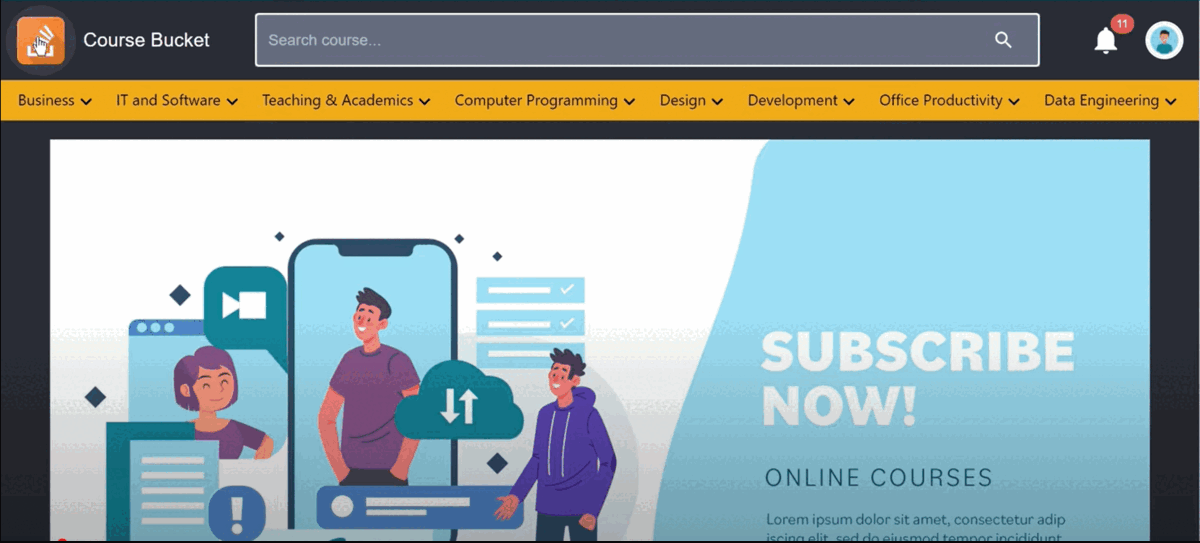 Course Bucket
Search course...
11
Business
IT and Software
Teaching & Academics
Computer Programming
Design
Development
Office Productivity
Data Engineering
SUBSCRIBE
NOW!
ONLINE COURSES
Lorem ipsum dolor sit amet, consectetur adip
iscing elit, sed do eiusmod tempor incididunt